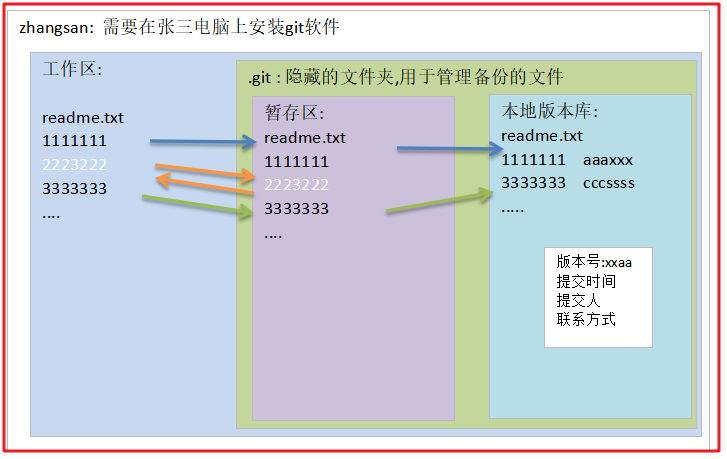 zhangsan: 需要在张三电脑上安装git软件
工作区:
readme.txt
1111111
2223222
3333333
....
.git : 隐藏的文件夹,用于管理备份的文件
暂存区:
readme.txt
1111111
2223222
3333333
....
本地版本库:
readme.txt
1111111 aaaxxx
3333333 cccssss
.....
版本号:xxaa
提交时间
提交人
联系方式